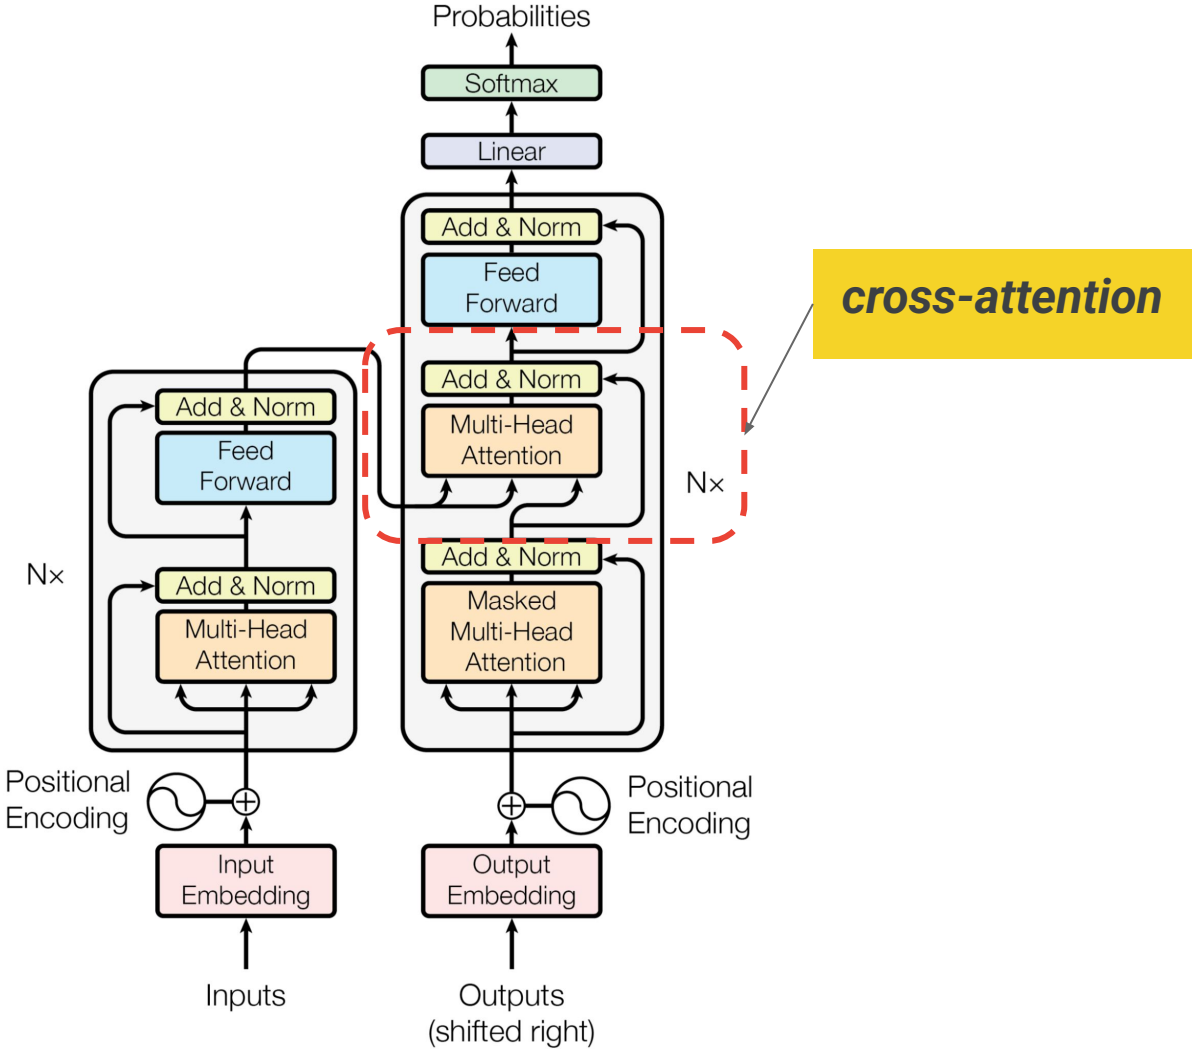 Probabilities
Softmax
Linear
Add & Norm
Feed
Forward
cross-attention
Add & Norm
Multi-Head
Attention
N×
Add & Norm
Masked
Multi-Head
Attention
Add & Norm
Feed
Forward
N×
Add & Norm
Multi-Head
Attention
Positional
Encoding
Positional
Encoding
Input
Embedding
Output
Embedding
Inputs
Outputs
(shifted right)